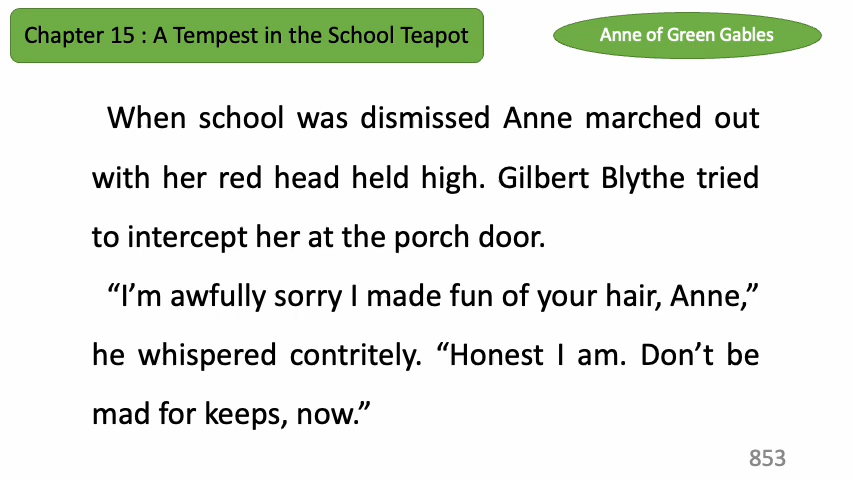 Chapter 15 : A Tempest in the School Teapot
Anne of Green Gables
When school was dismissed Anne marched out
with her red head held high. Gilbert Blythe tried
to intercept her at the porch door.
“I’m awfully sorry I made fun of your hair, Anne,”
he whispered contritely. “Honest I am. Don’t be
mad for keeps, now.”
853